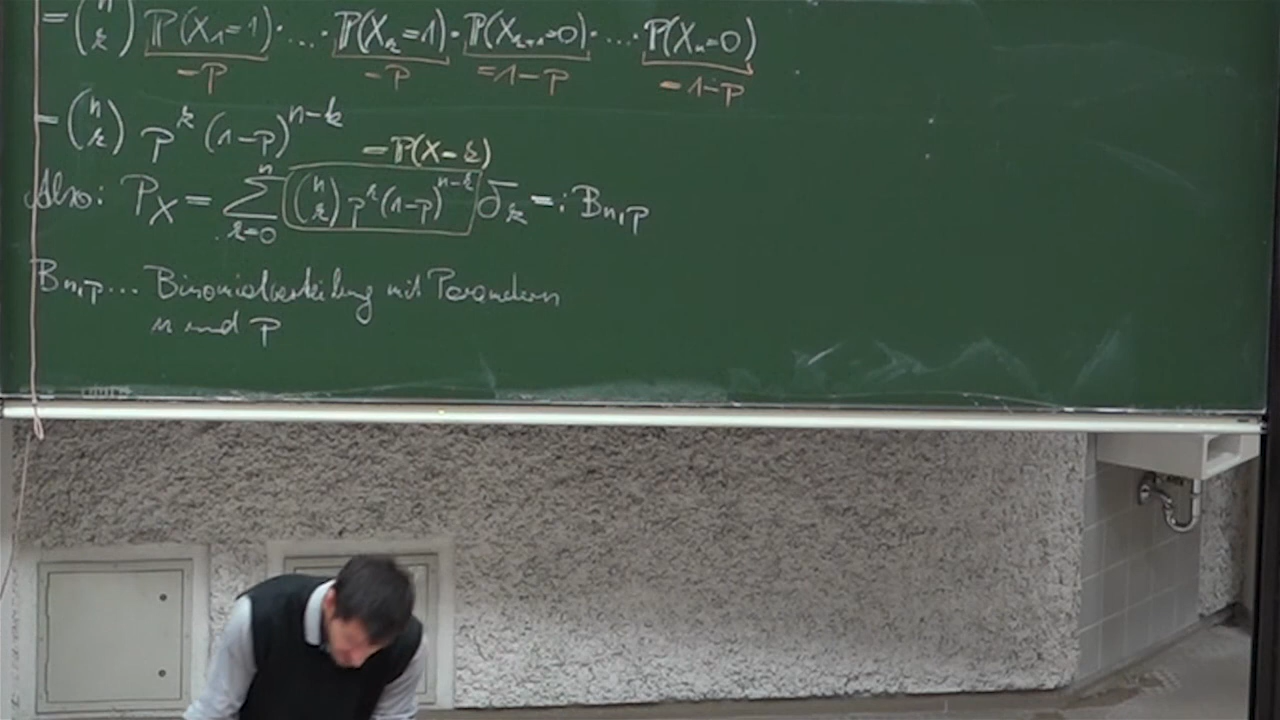 = (n k) P(X₁=1) · … · P(X_k=1) · P(X_{k+1}=0) · … · P(X_n=0)
=p =p =1-p =1-p
= (n k) p^k (1-p)^{n-k}
=P(X=k)
Also: P_X = ∑_{k=0}^{n} (n k) p^k (1-p)^{n-k} δ_k =: B_{n,p}
B_{n,p} ... Binomialverteilung mit Parametern
n und p